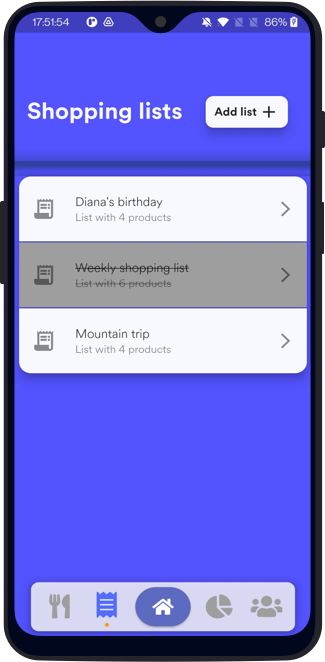 17:51:54
86%
Shopping lists
Add list
Diana's birthday
List with 4 products
Weekly shopping list
List with 6 products
Mountain trip
List with 4 products